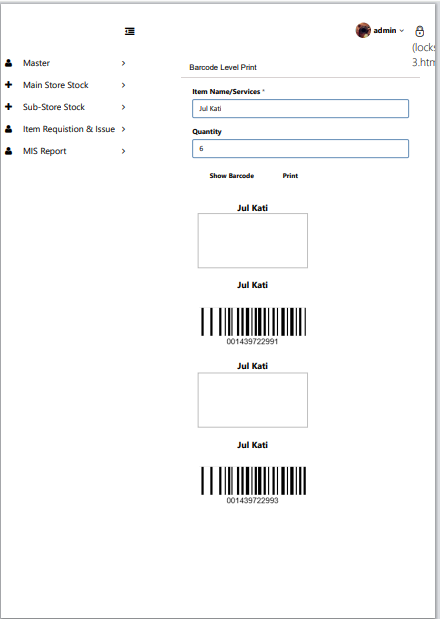 admin
(locks
3.htm
Master
Main Store Stock
Sub-Store Stock
Item Requistion & Issue
MIS Report
Barcode Level Print
Item Name/Services *
Jul Kati
Quantity
6
Show Barcode Print
Jul Kati
Jul Kati
001439722991
Jul Kati
Jul Kati
001439722993